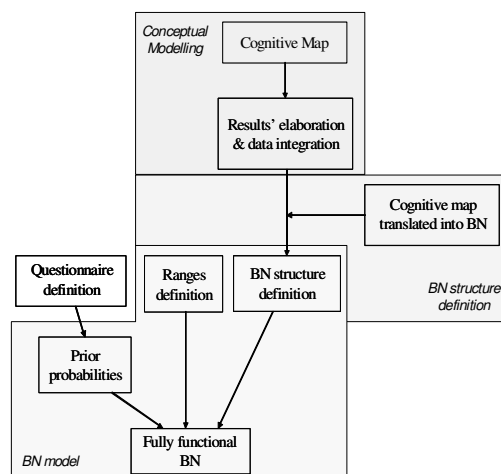 Conceptual
Modelling
Cognitive Map
Results' elaboration
& data integration
Cognitive map
translated into BN
Questionnaire
definition
Ranges
definition
BN structure
definition
BN structure
definition
Prior
probabilities
Fully functional
BN
BN model